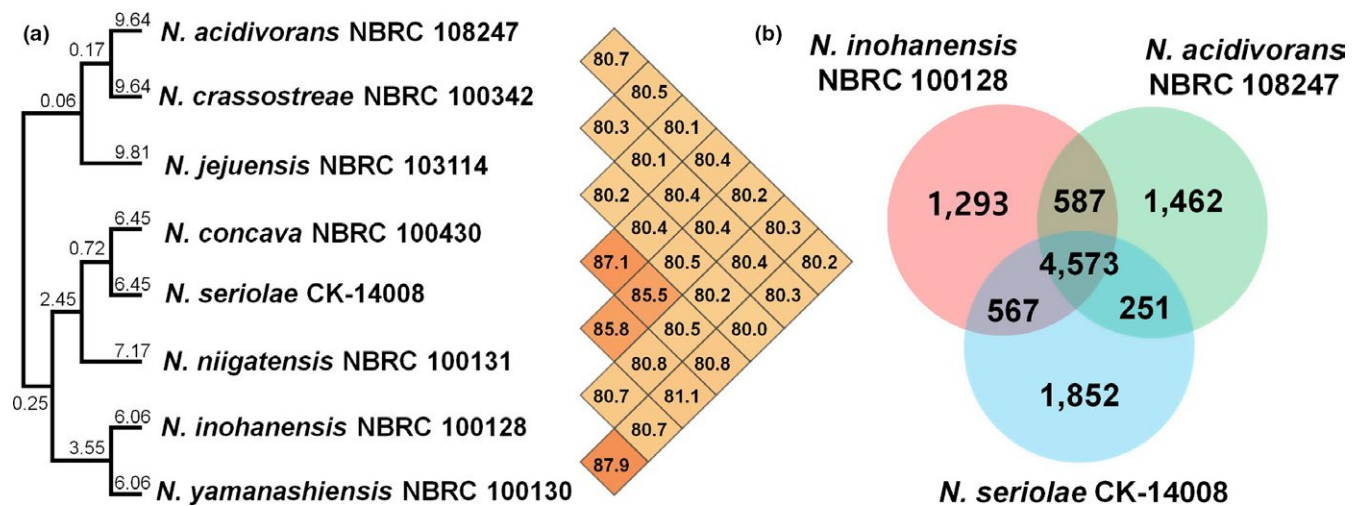 (a)
9.64
N. acidivorans NBRC 108247
0.17
9.64
N. crassostreae NBRC 100342
0.06
9.81
N. jejuensis NBRC 103114
6.45
N. concava NBRC 100430
0.72
6.45
N. seriolae CK-14008
2.45
7.17
N. niigatensis NBRC 100131
0.25
6.06
N. inohanensis NBRC 100128
3.55
6.06
N. yamanashiensis NBRC 100130
80.7
80.5
80.3 80.1
80.1 80.4
80.2 80.4 80.2
80.4 80.4 80.3
87.1 80.5 80.4 80.2
85.5 80.2 80.3
85.8 80.5 80.0
80.8 80.8
80.7 81.1
80.7
87.9
(b)
N. inohanensis
NBRC 100128
N. acidivorans
NBRC 108247
1,293
587
1,462
4,573
567
251
1,852
N. seriolae CK-14008